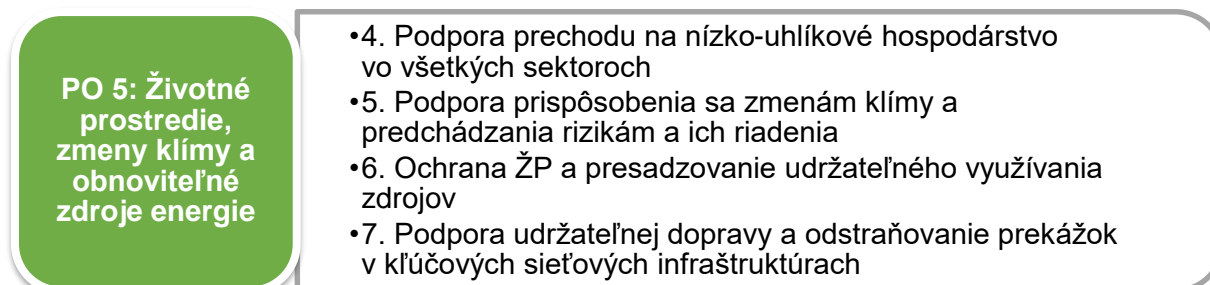 PO 5: Životné
prostredie,
zmeny klímy a
obnoviteľné
zdroje energie
•4. Podpora prechodu na nízko-uhlíkové hospodárstvo
vo všetkých sektoroch
•5. Podpora prispôsobenia sa zmenám klímy a
predchádzania rizikám a ich riadenia
•6. Ochrana ŽP a presadzovanie udržateľného využívania
zdrojov
•7. Podpora udržateľnej dopravy a odstraňovanie prekážok
v kľúčových sieťových infraštruktúrach